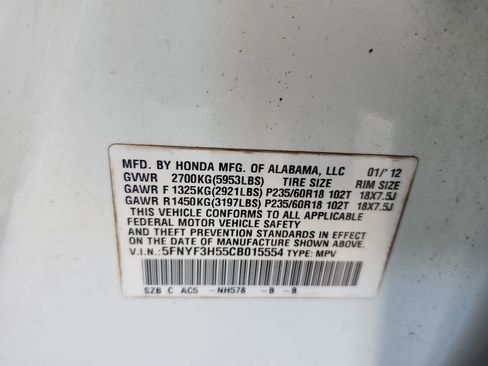 MFD. BY HONDA MFG. OF ALABAMA, LLC 01/'12
GVWR 2700KG(5953LBS) TIRE SIZE RIM SIZE
GAWR F 1325KG(2921LBS) P235/60R18 102T 18X7.5J
GAWR R1450KG(3197LBS) P235/60R18 102T 18X7.5J
THIS VEHICLE CONFORMS TO ALL APPLICABLE
FEDERAL MOTOR VEHICLE SAFETY
AND THEFT PREVENTION STANDARDS IN EFFECT
ON THE DATE OF MANUFACTURE SHOWN ABOVE.
V.I.N.: 5FNYF3H55CB015554 TYPE: MPV
SZB C AC5 -NH578 -B -B